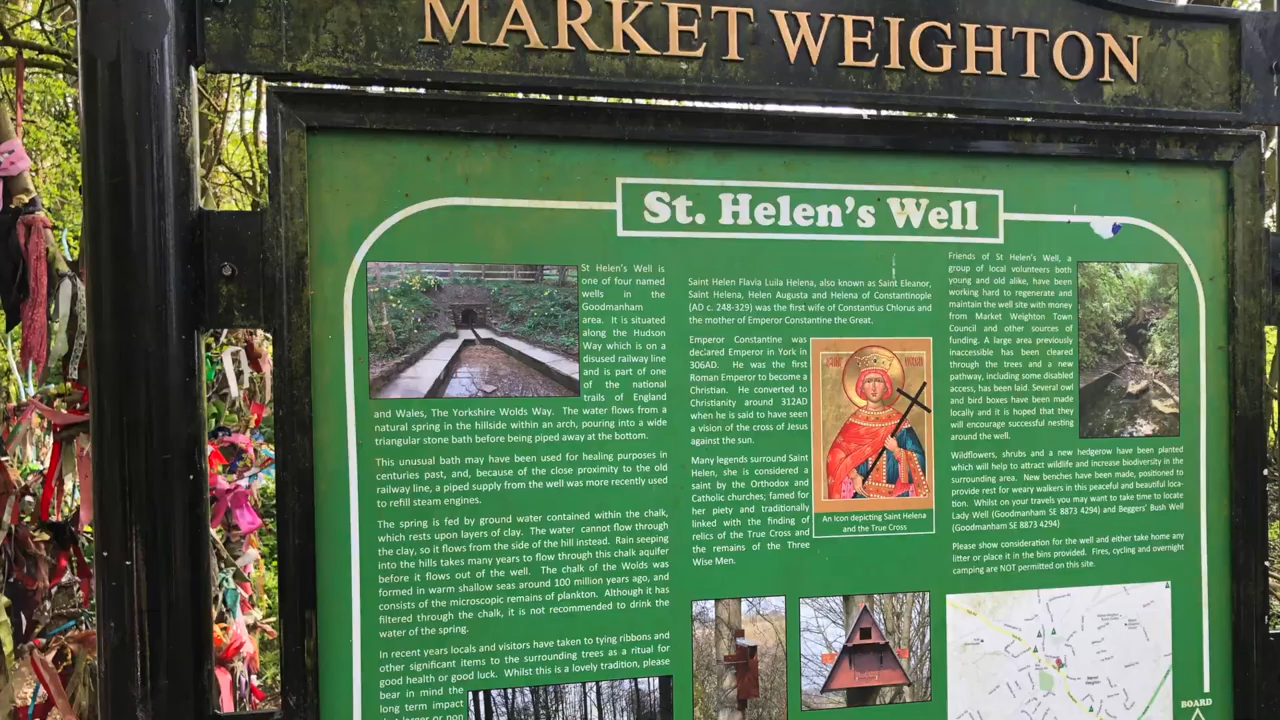 MARKET WEIGHTON
St. Helen's Well
St Helen's Well is
one of four named
wells in the
Goodmanham
area. It is situated
along the Hudson
Way which is on a
disused railway line
and is part of one
of the national
trails of England
and Wales, The Yorkshire Wolds Way. The water flows from a
natural spring in the hillside within an arch, pouring into a wide
triangular stone bath before being piped away at the bottom.
This unusual bath may have been used for healing purposes in
centuries past, and, because of the close proximity to the old
railway line, a piped supply from the well was more recently used
to refill steam engines.
The spring is fed by ground water contained within the chalk,
which rests upon layers of clay. The water cannot flow through
the clay, so it flows from the side of the hill instead. Rain seeping
into the hills takes many years to flow through this chalk aquifer
before it flows out of the well. The chalk of the Wolds was
formed in warm shallow seas around 100 million years ago, and
consists of the microscopic remains of plankton. Although it has
filtered through the chalk, it is not recommended to drink the
water of the spring.
In recent years locals and visitors have taken to tying ribbons and
other significant items to the surrounding trees as a ritual for
good health or good luck. Whilst this is a lovely tradition, please
bear in mind the
long term impact
that larger or non
Saint Helen Flavia Luila Helena, also known as Saint Eleanor,
Saint Helena, Helen Augusta and Helena of Constantinople
(AD c. 248-329) was the first wife of Constantius Chlorus and
the mother of Emperor Constantine the Great.
Emperor Constantine was
declared Emperor in York in
306AD. He was the first
Roman Emperor to become a
Christian. He converted to
Christianity around 312AD
when he is said to have seen
a vision of the cross of Jesus
against the sun.
Many legends surround Saint
Helen, she is considered a
saint by the Orthodox and
Catholic churches; famed for
her piety and traditionally
linked with the finding of
relics of the True Cross and
the remains of the Three
Wise Men.
An Icon depicting Saint Helena
and the True Cross
Friends of St Helen's Well, a
group of local volunteers both
young and old alike, have been
working hard to regenerate and
maintain the well site with money
from Market Weighton Town
Council and other sources of
funding. A large area previously
inaccessible has been cleared
through the trees and a new
pathway, including some disabled
access, has been laid. Several owl
and bird boxes have been made
locally and it is hoped that they
will encourage successful nesting
around the well.
Wildflowers, shrubs and a new hedgerow have been planted
which will help to attract wildlife and increase biodiversity in the
surrounding area. New benches have been made, positioned to
provide rest for weary walkers in this peaceful and beautiful loca-
tion. Whilst on your travels you may want to take time to locate
Lady Well (Goodmanham SE 8873 4294) and Beggers' Bush Well
(Goodmanham SE 8873 4294)
Please show consideration for the well and either take home any
litter or place it in the bins provided. Fires, cycling and overnight
camping are NOT permitted on this site.
BOARD